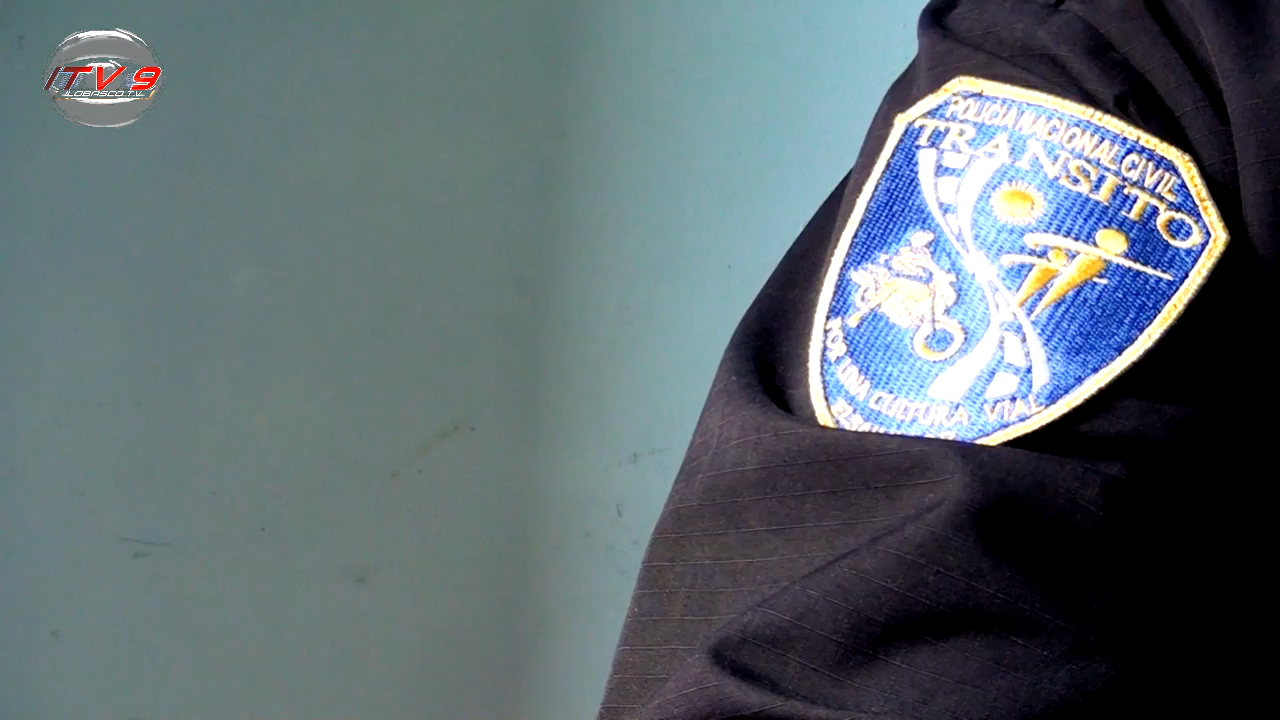 ITV 9
ILOBASCO T.V.
POLICIA NACIONAL CIVIL
TRANSITO
POR UNA CULTURA VIAL